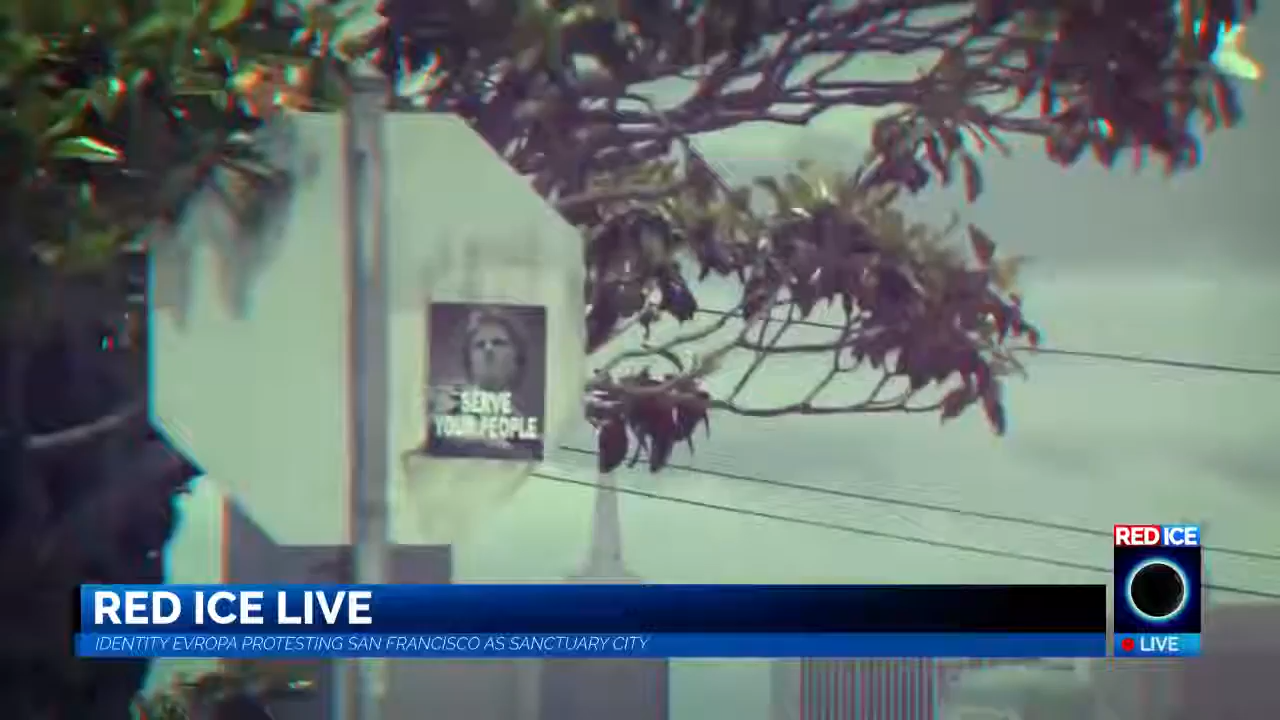 SERVE
YOUR PEOPLE
RED ICE
RED ICE LIVE
IDENTITY EVROPA PROTESTING SAN FRANCISCO AS SANCTUARY CITY
LIVE